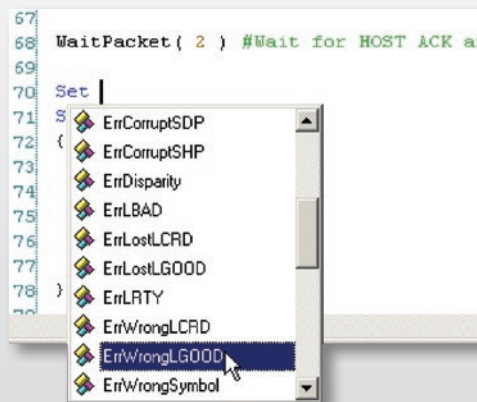 67
68 WaitPacket( 2 ) #Wait for HOST ACK
69
70 Set
71 S
72 {
73
74
75
76
77
78 }
ErrCorruptSDP
ErrCorruptSHP
ErrDisparity
ErrLBAD
ErrLostLCRD
ErrLostLGOOD
ErrLRTY
ErrWrongLCRD
ErrWrongLGOOD
ErrWrongSymbol